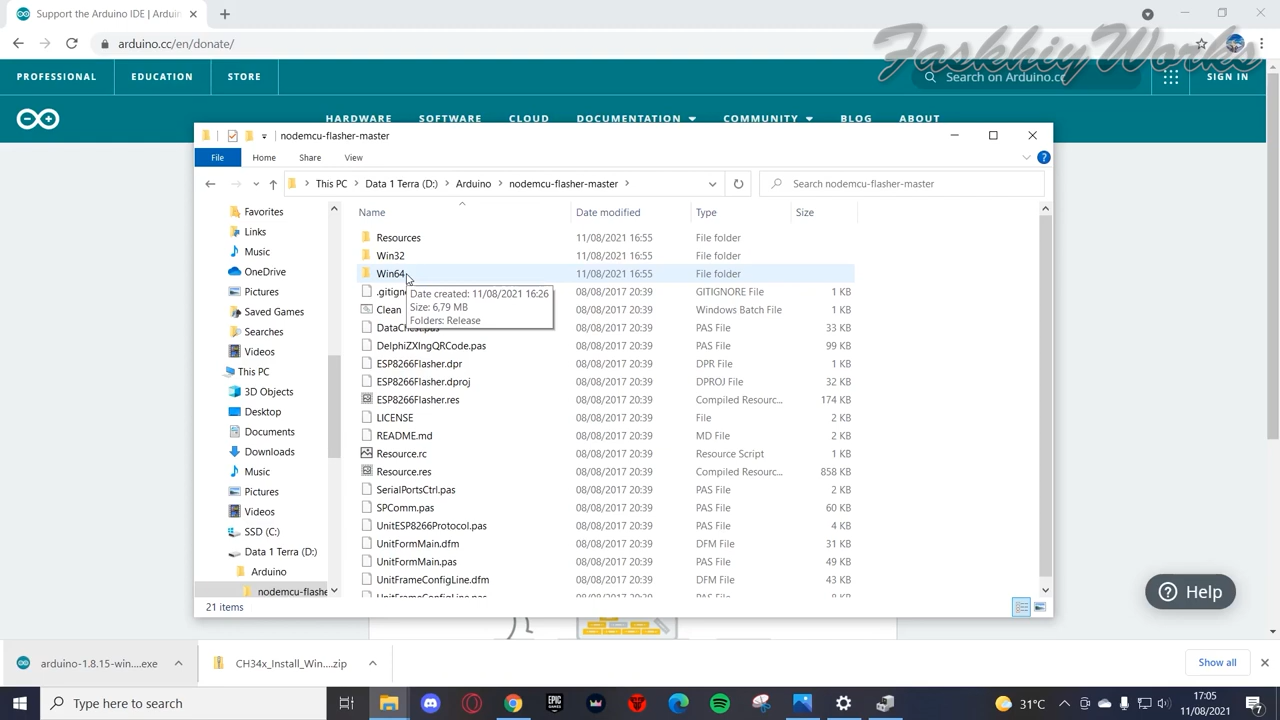 Support the Arduino IDE | Arduin
arduino.cc/en/donate/
FaskhiyWorks
PROFESSIONAL
EDUCATION
STORE
Search on Arduino.cc
SIGN IN
HARDWARE
SOFTWARE
CLOUD
DOCUMENTATION
COMMUNITY
BLOG
ABOUT
nodemcu-flasher-master
File
Home
Share
View
This PC > Data 1 Terra (D:) > Arduino > nodemcu-flasher-master >
Search nodemcu-flasher-master
Favorites
Links
Music
OneDrive
Pictures
Saved Games
Searches
Videos
This PC
3D Objects
Desktop
Documents
Downloads
Music
Pictures
Videos
SSD (C:)
Data 1 Terra (D:)
Arduino
nodemcu-flashe
Name Date modified Type Size
Resources 11/08/2021 16:55 File folder
Win32 11/08/2021 16:55 File folder
Win64 11/08/2021 16:55 File folder
.gitign 08/08/2017 20:39 GITIGNORE File 1 KB
Clean 08/08/2017 20:39 Windows Batch File 1 KB
DataChest.pas 08/08/2017 20:39 PAS File 33 KB
DelphiZXIngQRCode.pas 08/08/2017 20:39 PAS File 99 KB
ESP8266Flasher.dpr 08/08/2017 20:39 DPR File 1 KB
ESP8266Flasher.dproj 08/08/2017 20:39 DPROJ File 32 KB
ESP8266Flasher.res 08/08/2017 20:39 Compiled Resourc... 174 KB
LICENSE 08/08/2017 20:39 File 2 KB
README.md 08/08/2017 20:39 MD File 2 KB
Resource.rc 08/08/2017 20:39 Resource Script 1 KB
Resource.res 08/08/2017 20:39 Compiled Resourc... 858 KB
SerialPortsCtrl.pas 08/08/2017 20:39 PAS File 2 KB
SPComm.pas 08/08/2017 20:39 PAS File 60 KB
UnitESP8266Protocol.pas 08/08/2017 20:39 PAS File 4 KB
UnitFormMain.dfm 08/08/2017 20:39 DFM File 31 KB
UnitFormMain.pas 08/08/2017 20:39 PAS File 49 KB
UnitFrameConfigLine.dfm 08/08/2017 20:39 DFM File 43 KB
UnitFrameConfigLine.pas 08/08/2017 20:39 PAS File 8 KB
Date created: 11/08/2021 16:26
Size: 6,79 MB
Folders: Release
21 items
Help
arduino-1.8.15-win....exe
CH34x_Install_Win....zip
Show all
Type here to search
EPIC GAMES
31°C
17:05
11/08/2021